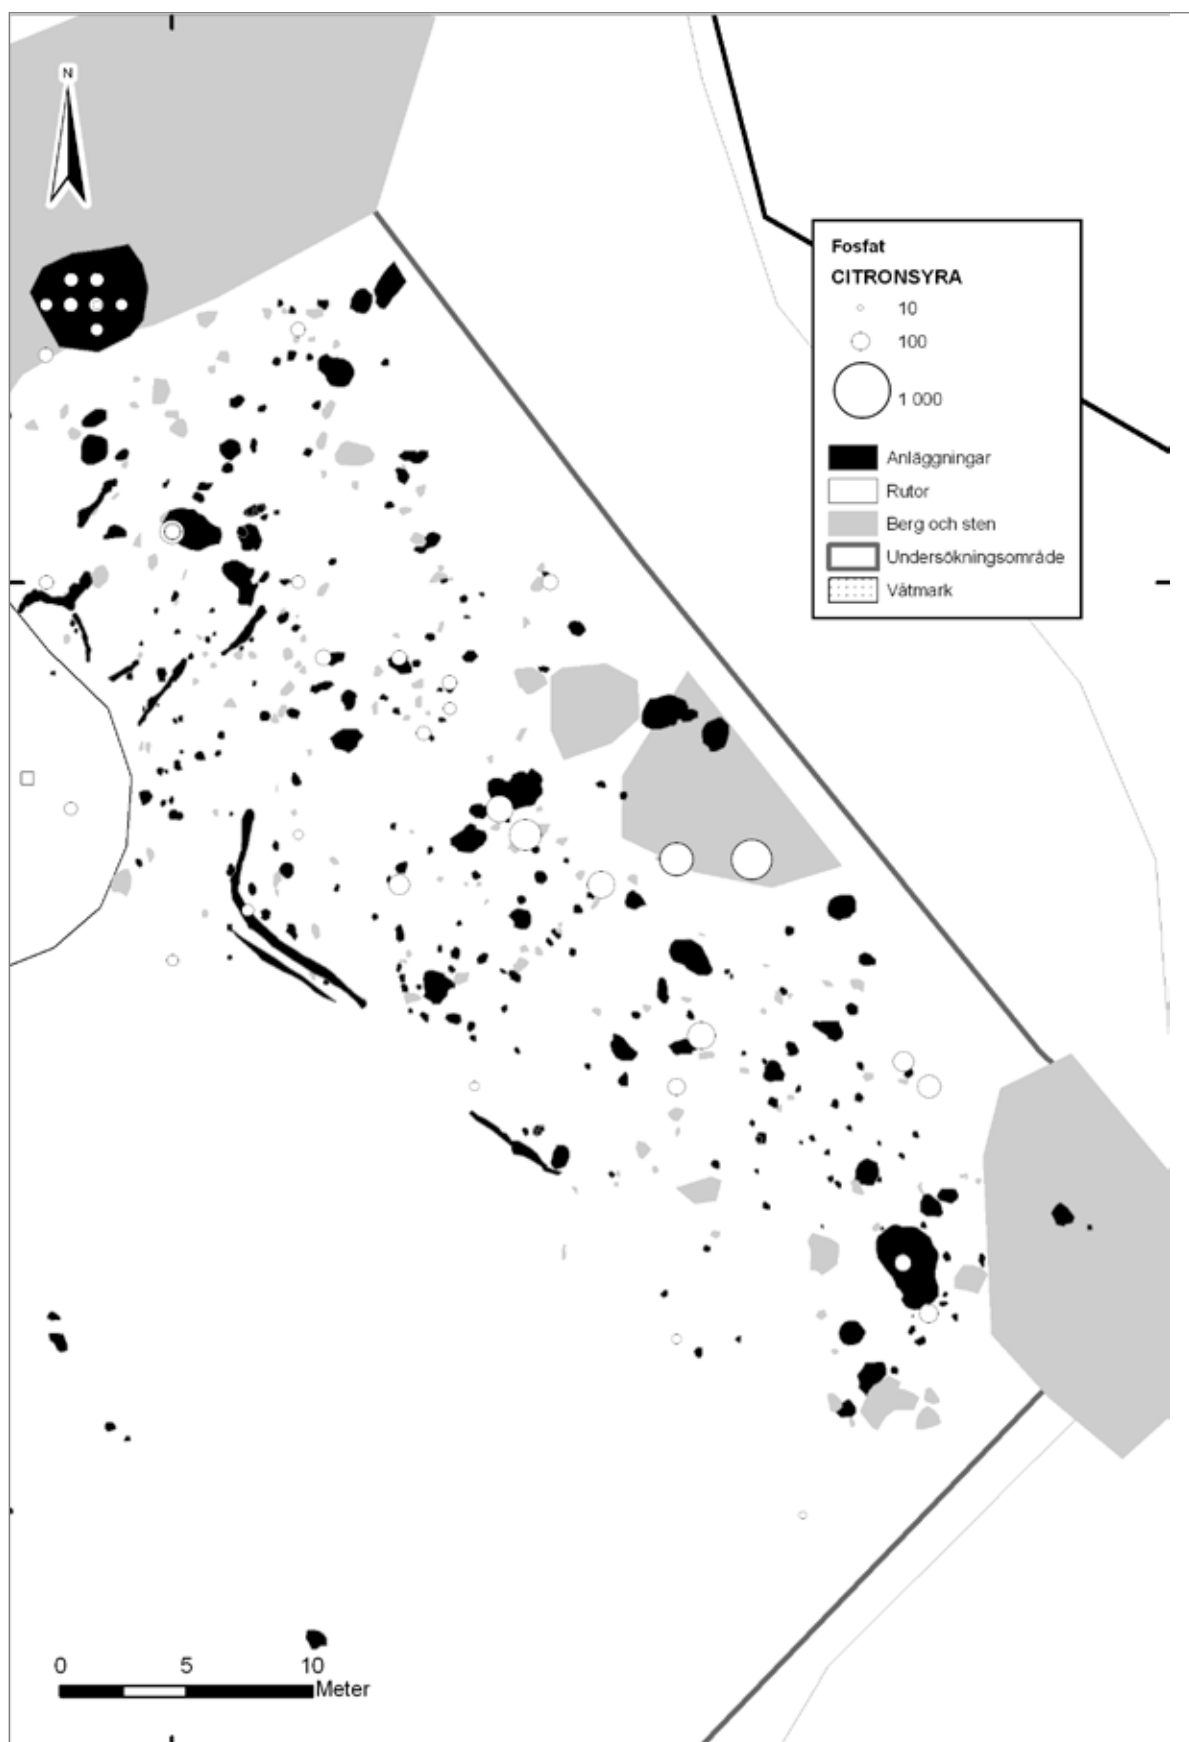 N
Fosfat
CITRONSYRA
10
100
1 000
Anläggningar
Rutor
Berg och sten
Undersökningsområde
Våtmark
0 5 10
Meter